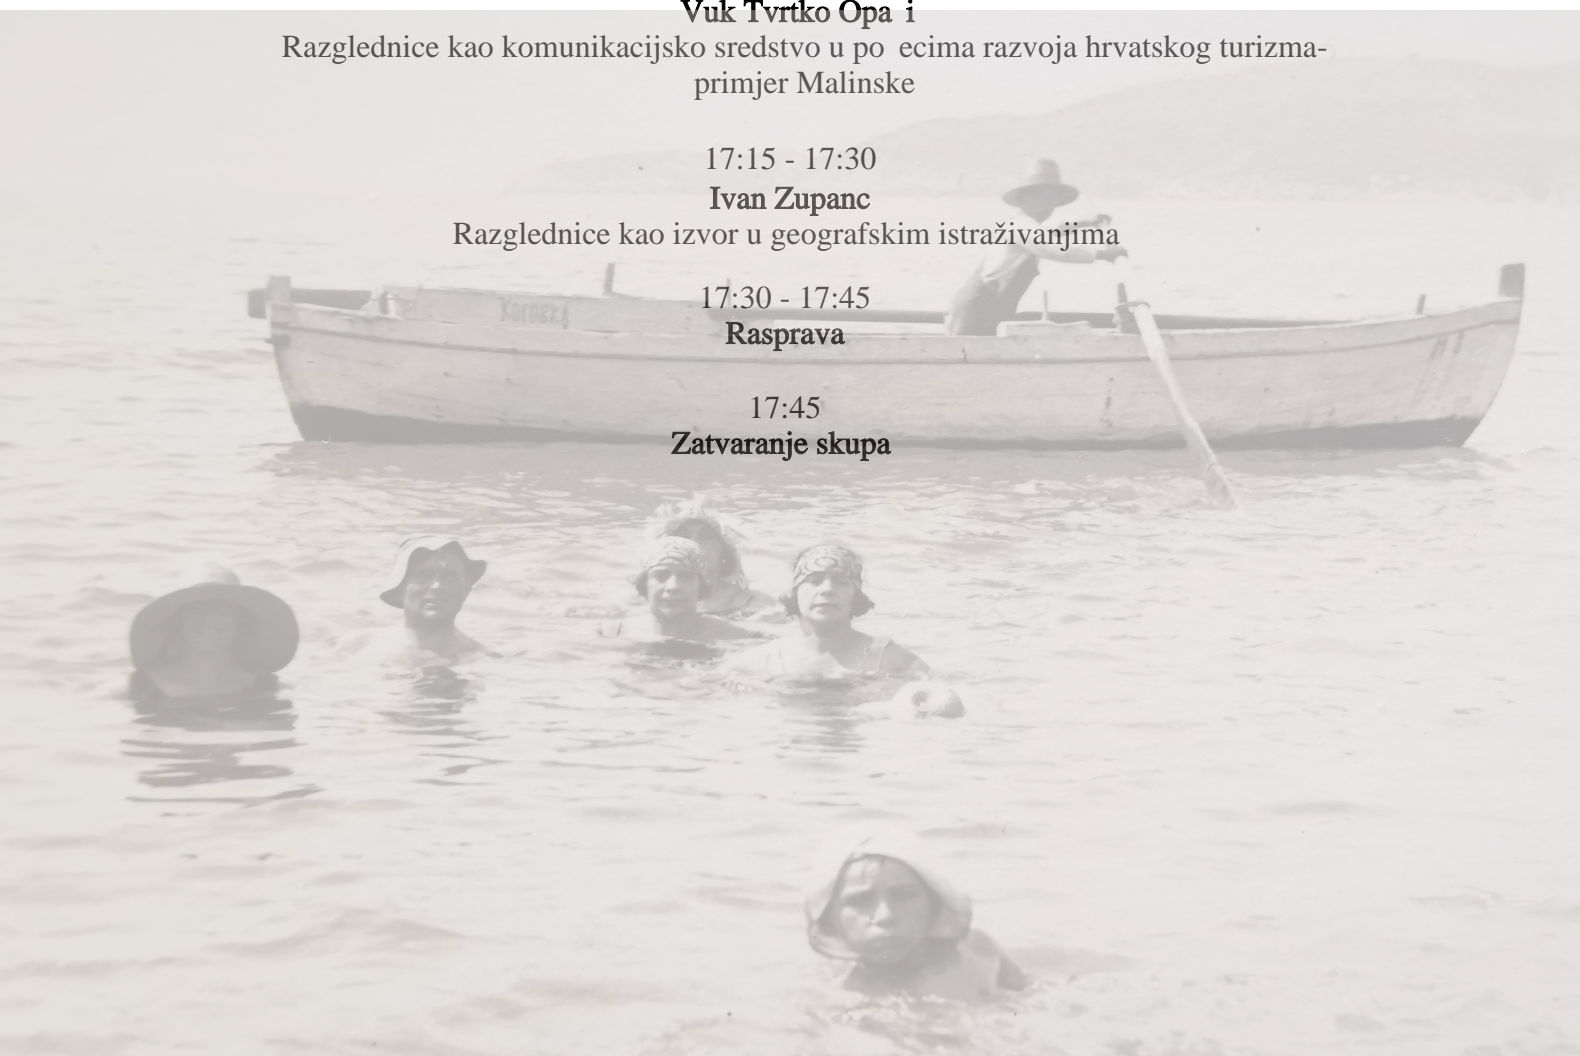 Vuk Tvrtko Opa i
Razglednice kao komunikacijsko sredstvo u po ecima razvoja hrvatskog turizma-
primjer Malinske
17:15 - 17:30
Ivan Zupanc
Razglednice kao izvor u geografskim istraživanjima
17:30 - 17:45
Rasprava
17:45
Zatvaranje skupa